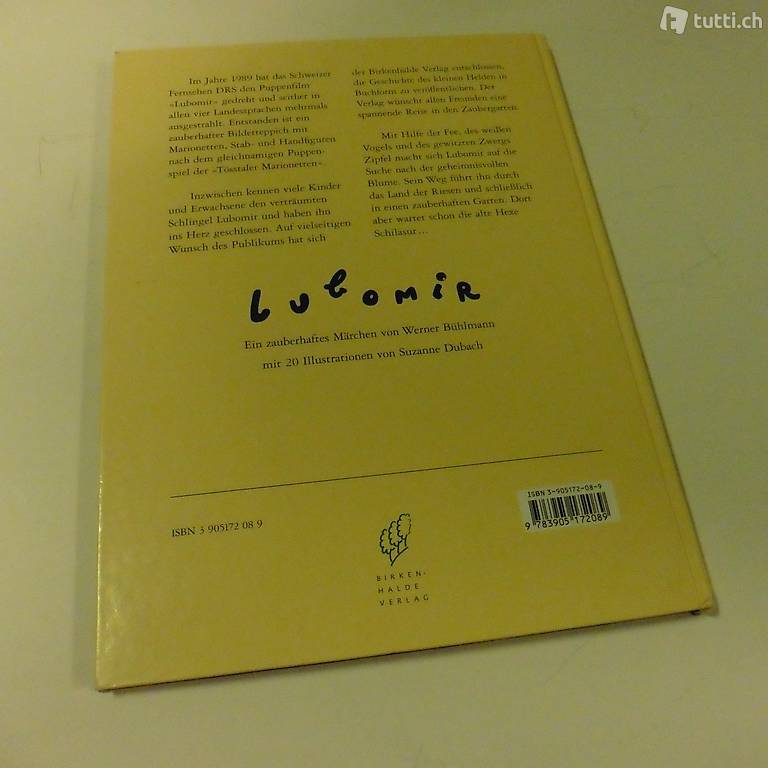 tutti.ch
Im Jahre 1989 hat das Schweizer
Fernsehen DRS den Puppenfilm
«Lubomir» gedreht und seither in
allen vier Landessprachen mehrmals
ausgestrahlt. Entstanden ist ein
zauberhafter Bilderteppich mit
Marionetten, Stab- und Handfiguren
nach dem gleichnamigen Puppen-
spiel der «Tösstaler Marionetten».
Inzwischen kennen viele Kinder
und Erwachsene den verträumten
Schlingel Lubomir und haben ihn
ins Herz geschlossen. Auf vielseitigen
Wunsch des Publikums hat sich
der Birkenhalde Verlag entschlossen,
die Geschichte des kleinen Helden in
Buchform zu veröffentlichen. Der
Verlag wünscht allen Freunden eine
spannende Reise in den Zaubergarten.
Mit Hilfe der Fee, des weißen
Vogels und des gewitzten Zwergs
Zipfel macht sich Lubomir auf die
Suche nach der geheimnisvollen
Blume. Sein Weg führt ihn durch
das Land der Riesen und schließlich
in einen zauberhaften Garten. Dort
aber wartet schon die alte Hexe
Schilasur...
Lubomir
Ein zauberhaftes Märchen von Werner Bühlmann
mit 20 Illustrationen von Suzanne Dubach
ISBN 3 905172 08 9
BIRKEN-
HALDE
VERLAG
ISBN 3-905172-08-9
9 783905 172089